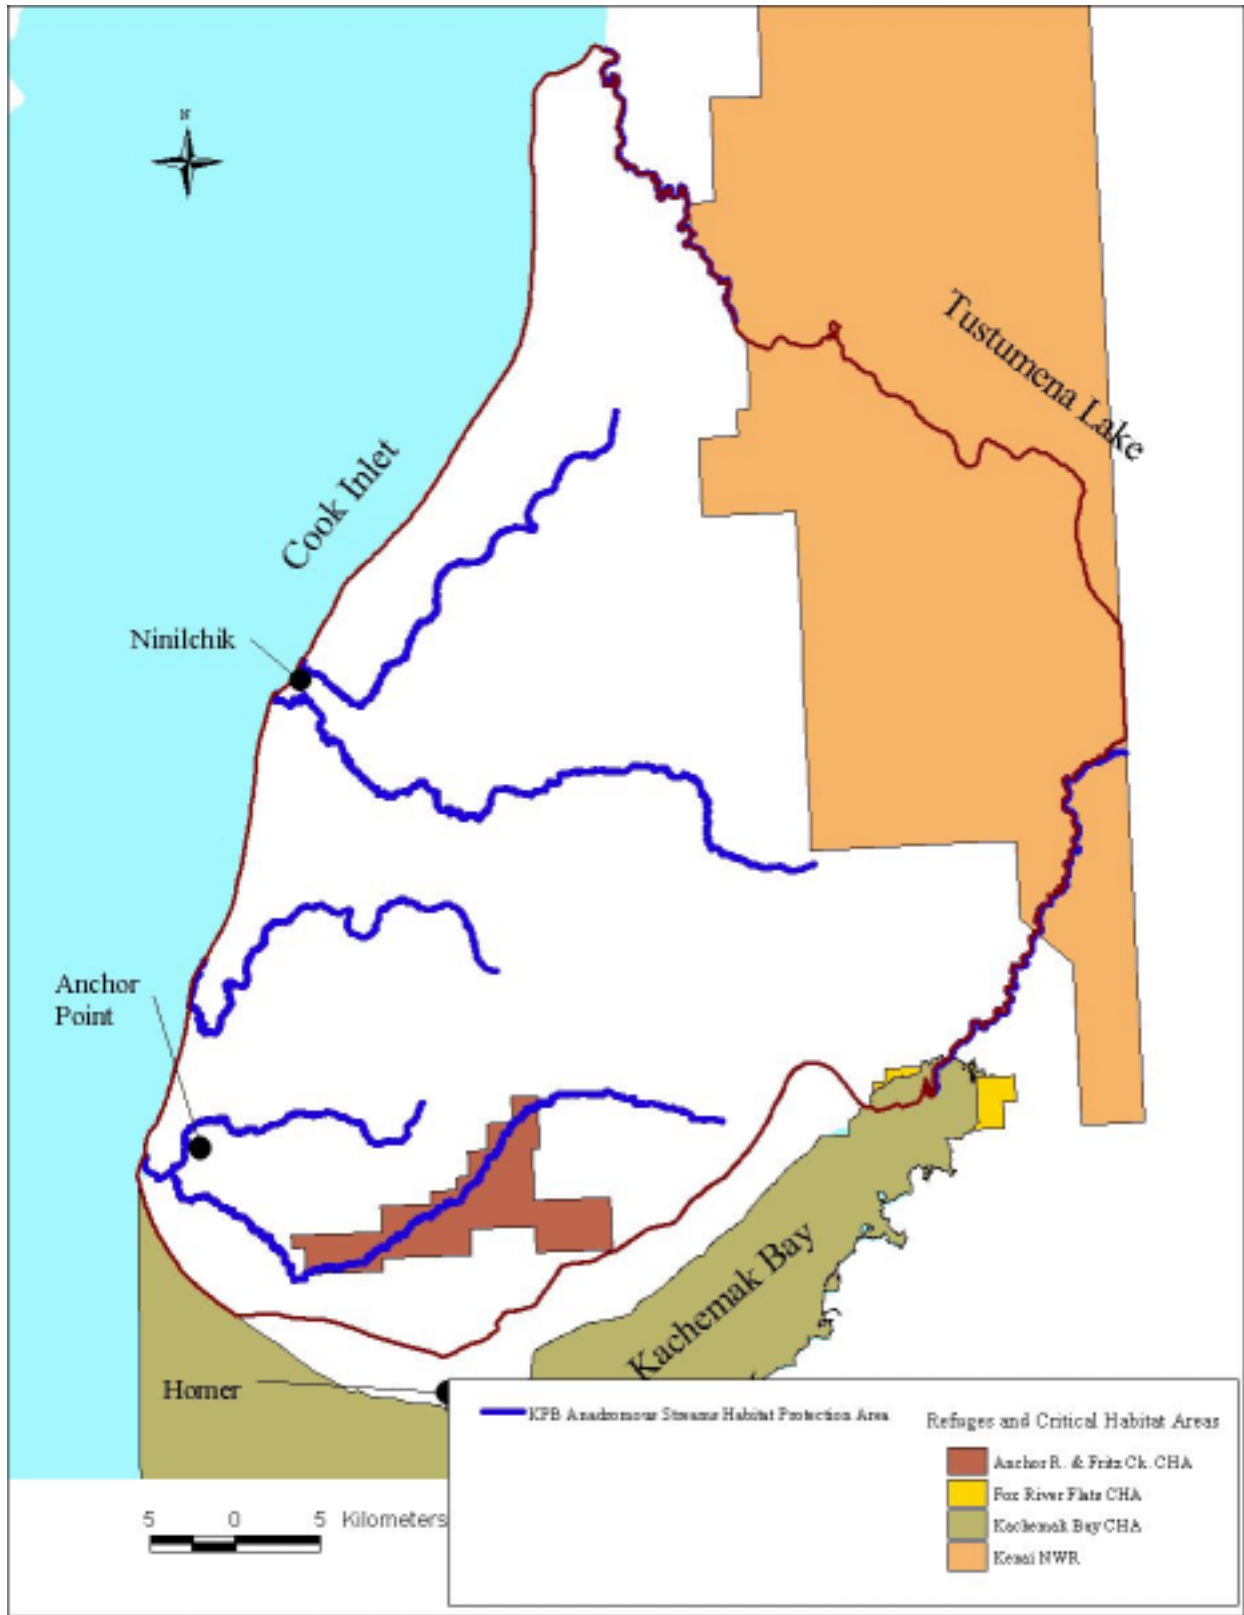 N
Tustumena Lake
Cook Inlet
Ninilchik
Anchor
Point
Kachemak Bay
Homer
KPB Anadromous Streams Habitat Protection Area
Refuges and Critical Habitat Areas
Anchor R. & Fritz Ck. CHA
Fox River Flats CHA
Kachemak Bay CHA
Kenai NWR
5 0 5 Kilometers